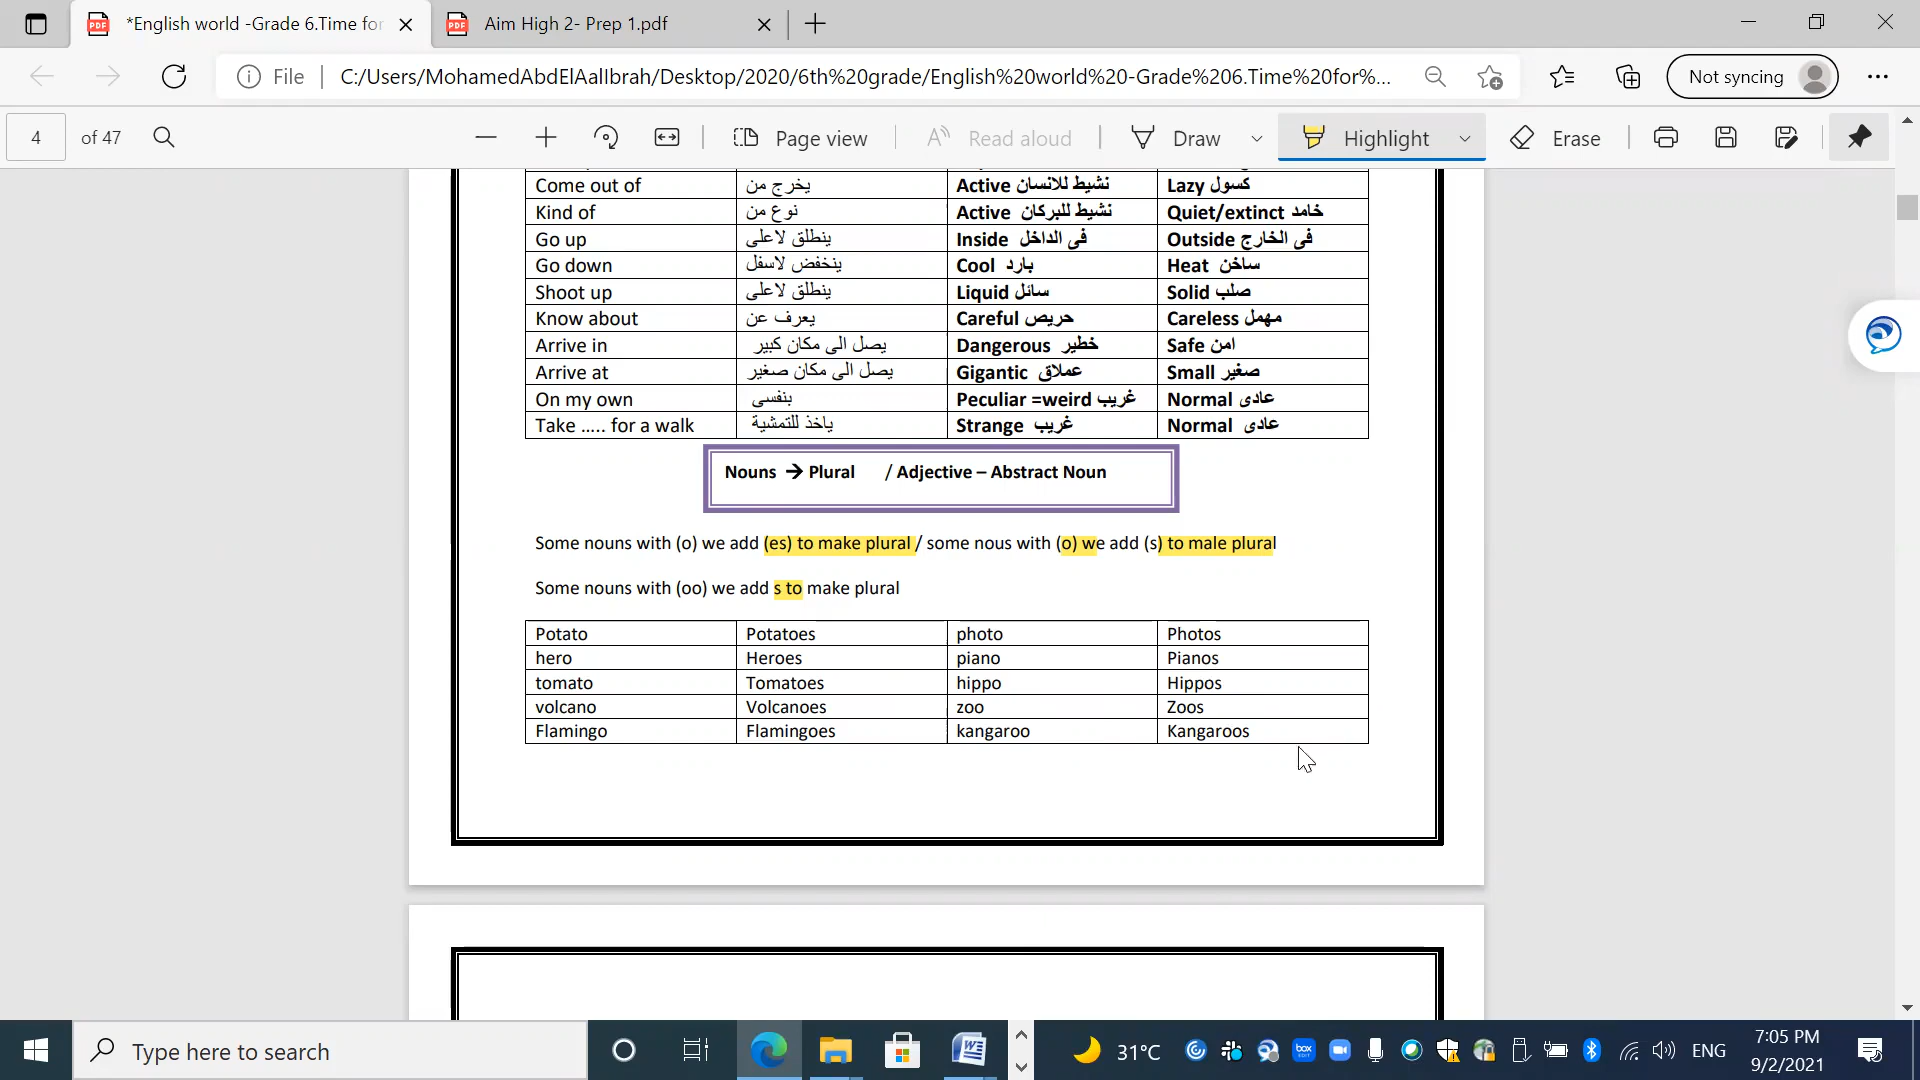 *English world -Grade 6.Time for
Aim High 2- Prep 1.pdf
File
C:/Users/MohamedAbdElAalIbrah/Desktop/2020/6th%20grade/English%20world%20-Grade%206.Time%20for%...
Not syncing
4 of 47
Page view
Read aloud
Draw
Highlight
Erase
Come out of يخرج من Active نشيط للانسان Lazy كسول
Kind of نوع من Active نشيط للبركان Quiet/extinct خامد
Go up ينطلق لاعلى Inside فى الداخل Outside فى الخارج
Go down ينخفض لاسفل Cool بارد Heat ساخن
Shoot up ينطلق لاعلى Liquid سائل Solid صلب
Know about يعرف عن Careful حريص Careless مهمل
Arrive in يصل الى مكان كبير Dangerous خطير Safe امن
Arrive at يصل الى مكان صغير Gigantic عملاق Small صغير
On my own بنفسى Peculiar =weird غريب Normal عادى
Take ..... for a walk ياخذ للتمشية Strange غريب Normal عادى
Nouns → Plural / Adjective – Abstract Noun
Some nouns with (o) we add (es) to make plural / some nous with (o) we add (s) to male plural
Some nouns with (oo) we add s to make plural
Potato Potatoes photo Photos
hero Heroes piano Pianos
tomato Tomatoes hippo Hippos
volcano Volcanoes zoo Zoos
Flamingo Flamingoes kangaroo Kangaroos
Type here to search
31°C
ENG
7:05 PM
9/2/2021